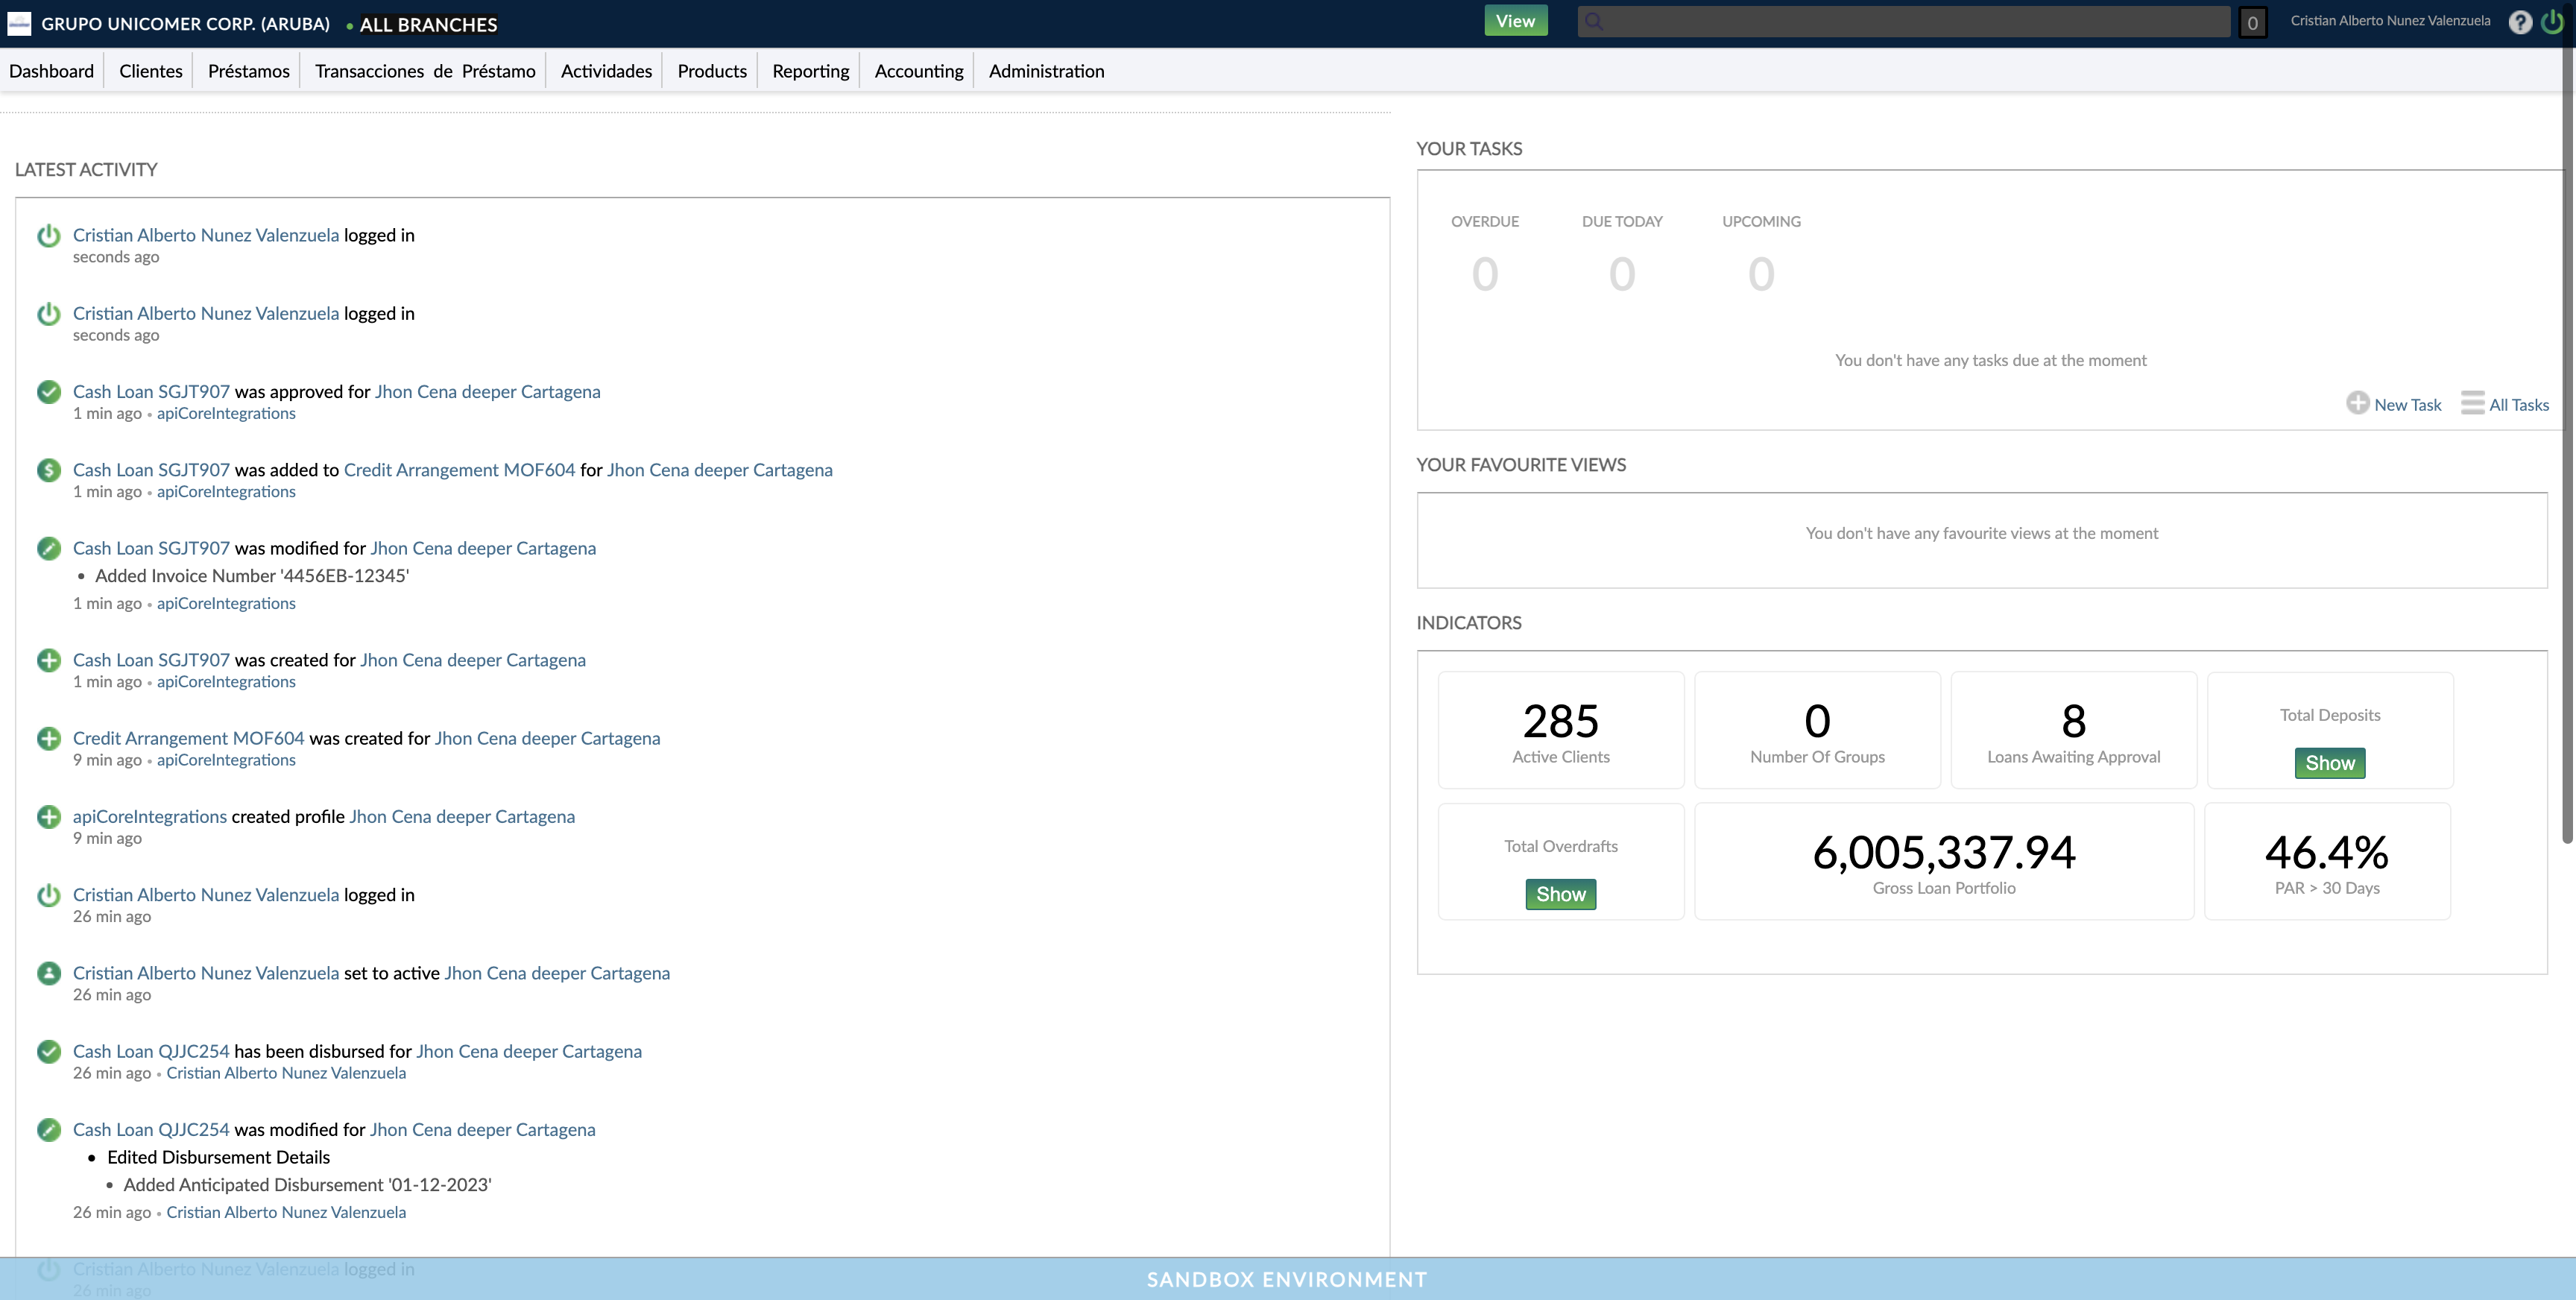 GRUPO UNICOMER CORP. (ARUBA) • ALL BRANCHES
View
0
Cristian Alberto Nunez Valenzuela
?
Dashboard Clientes Préstamos Transacciones de Préstamo Actividades Products Reporting Accounting Administration
LATEST ACTIVITY
Cristian Alberto Nunez Valenzuela logged in
seconds ago
Cristian Alberto Nunez Valenzuela logged in
seconds ago
Cash Loan SGJT907 was approved for Jhon Cena deeper Cartagena
1 min ago • apiCoreIntegrations
$
Cash Loan SGJT907 was added to Credit Arrangement MOF604 for Jhon Cena deeper Cartagena
1 min ago • apiCoreIntegrations
Cash Loan SGJT907 was modified for Jhon Cena deeper Cartagena
• Added Invoice Number '4456EB-12345'
1 min ago • apiCoreIntegrations
Cash Loan SGJT907 was created for Jhon Cena deeper Cartagena
1 min ago • apiCoreIntegrations
Credit Arrangement MOF604 was created for Jhon Cena deeper Cartagena
9 min ago • apiCoreIntegrations
apiCoreIntegrations created profile Jhon Cena deeper Cartagena
9 min ago
Cristian Alberto Nunez Valenzuela logged in
26 min ago
Cristian Alberto Nunez Valenzuela set to active Jhon Cena deeper Cartagena
26 min ago
Cash Loan QJJC254 has been disbursed for Jhon Cena deeper Cartagena
26 min ago • Cristian Alberto Nunez Valenzuela
Cash Loan QJJC254 was modified for Jhon Cena deeper Cartagena
• Edited Disbursement Details
• Added Anticipated Disbursement '01-12-2023'
26 min ago • Cristian Alberto Nunez Valenzuela
Cristian Alberto Nunez Valenzuela logged in
26 min ago
YOUR TASKS
OVERDUE DUE TODAY UPCOMING
0 0 0
You don't have any tasks due at the moment
New Task All Tasks
YOUR FAVOURITE VIEWS
You don't have any favourite views at the moment
INDICATORS
285
Active Clients
0
Number Of Groups
8
Loans Awaiting Approval
Total Deposits
Show
Total Overdrafts
Show
6,005,337.94
Gross Loan Portfolio
46.4%
PAR > 30 Days
SANDBOX ENVIRONMENT